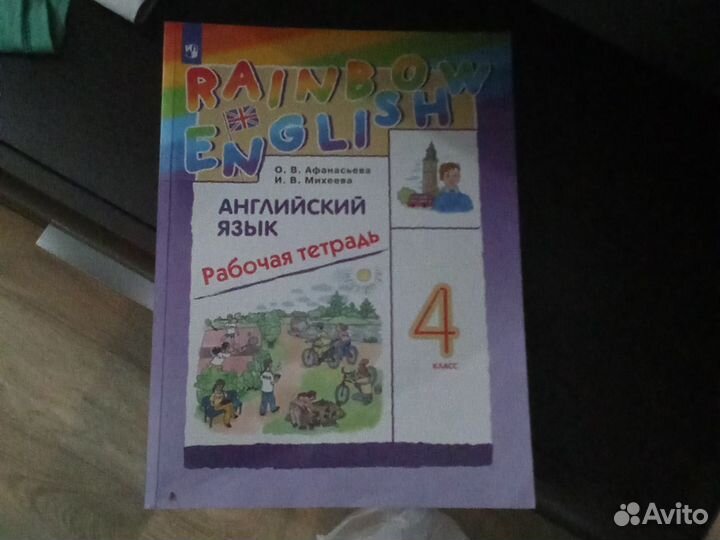 RAINBOW
ENGLISH
О. В. Афанасьева
И. В. Михеева
АНГЛИЙСКИЙ
ЯЗЫК
Рабочая тетрадь
4
КЛАСС
Avito